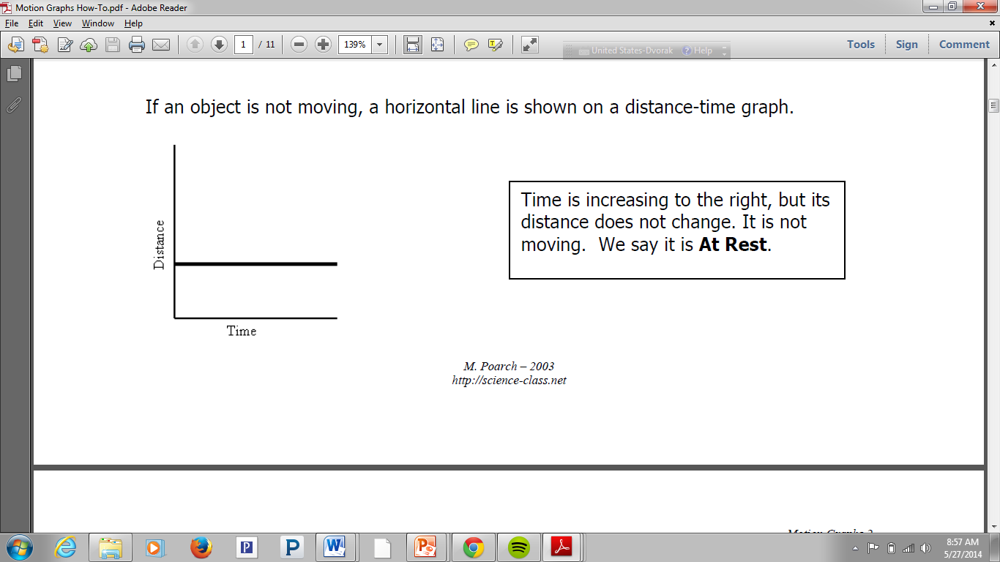 Motion Graphs How-To.pdf - Adobe Reader
File Edit View Window Help
1 / 11 139% Tools Sign Comment
United States-Dvorak Help
If an object is not moving, a horizontal line is shown on a distance-time graph.
Distance
Time is increasing to the right, but its
distance does not change. It is not
moving. We say it is At Rest.
Time
M. Poarch – 2003
http://science-class.net
Motion Graphs 2
8:57 AM
5/27/2014